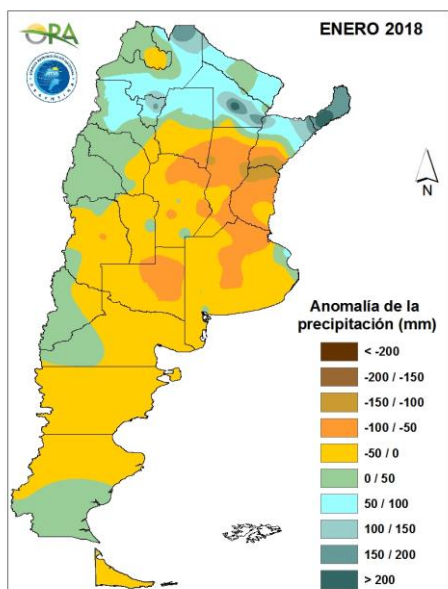 ORA
ENERO 2018
N
Anomalía de la
precipitación (mm)
< -200
-200 / -150
-150 / -100
-100 / -50
-50 / 0
0 / 50
50 / 100
100 / 150
150 / 200
> 200